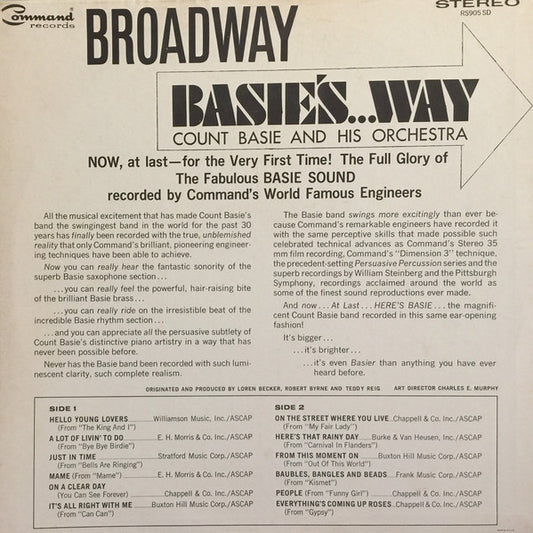 Command
records
STEREO
RS905 SD
BROADWAY
BASIE'S...WAY
COUNT BASIE AND HIS ORCHESTRA
NOW, at last—for the Very First Time! The Full Glory of
The Fabulous BASIE SOUND
recorded by Command's World Famous Engineers
All the musical excitement that has made Count Basie's
band the swingingest band in the world for the past 30
years has finally been recorded with the true, unblemished
reality that only Command's brilliant, pioneering engineer-
ing techniques have been able to achieve.
Now you can really hear the fantastic sonority of the
superb Basie saxophone section...
...you can really feel the powerful, hair-raising bite
of the brilliant Basie brass...
...you can really ride on the irresistible beat of the
incredible Basie rhythm section...
...and you can appreciate all the persuasive subtlety of
Count Basie's distinctive piano artistry in a way that has
never been possible before.
Never has the Basie band been recorded with such lumi-
nescent clarity, such complete realism.
The Basie band swings more excitingly than ever be-
cause Command's remarkable engineers have recorded it
with the same perceptive skills that made possible such
celebrated technical advances as Command's Stereo 35
mm film recording, Command's "Dimension 3" technique,
the precedent-setting Persuasive Percussion series and the
superb recordings by William Steinberg and the Pittsburgh
Symphony, recordings acclaimed around the world as
some of the finest sound reproductions ever made.
And now...At Last...HERE'S BASIE...the magnifi-
cent Count Basie band recorded in this same ear-opening
fashion!
It's bigger...
...it's brighter...
...it's even Basier than anything you have ever
heard before.
ORIGINATED AND PRODUCED BY LOREN BECKER, ROBERT BYRNE AND TEDDY REIG ART DIRECTOR CHARLES E. MURPHY
SIDE 1
HELLO YOUNG LOVERS..........Williamson Music, Inc./ASCAP
(From "The King And I")
A LOT OF LIVIN' TO DO..........E. H. Morris & Co. Inc./ASCAP
(From "Bye Bye Birdie")
JUST IN TIME..........Stratford Music Corp./ASCAP
(From "Bells Are Ringing")
MAME (From "Mame")..........E. H. Morris & Co. Inc./ASCAP
ON A CLEAR DAY
(You Can See Forever)..........Chappell & Co. Inc./ASCAP
IT'S ALL RIGHT WITH ME..........Buxton Hill Music Corp./ASCAP
(From "Can Can")
SIDE 2
ON THE STREET WHERE YOU LIVE..Chappell & Co. Inc./ASCAP
(From "My Fair Lady")
HERE'S THAT RAINY DAY..........Burke & Van Heusen, Inc./ASCAP
(From "Carnival In Flanders")
FROM THIS MOMENT ON..........Buxton Hill Music Corp./ASCAP
(From "Out Of This World")
BAUBLES, BANGLES AND BEADS..Frank Music Corp./ASCAP
(From "Kismet")
PEOPLE (From "Funny Girl")..........Chappell & Co. Inc./ASCAP
EVERYTHING'S COMING UP ROSES..Chappell & Co. Inc./ASCAP
(From "Gypsy")